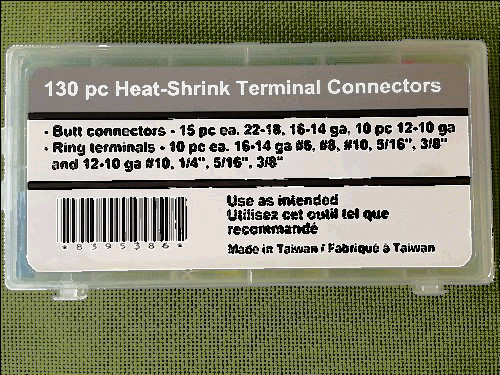 130 pc Heat-Shrink Terminal Connectors
· Butt connectors - 15 pc ea. 22-18, 16-14 ga, 10 pc 12-10 ga
· Ring terminals - 10 pc ea. 16-14 ga #6, #8, #10, 5/16", 3/8"
and 12-10 ga #10, 1/4", 5/16", 3/8"
Use as intended
Utilisez cet outil tel que
recommandé
*8395386*
Made in Taiwan / Fabriqué à Taiwan